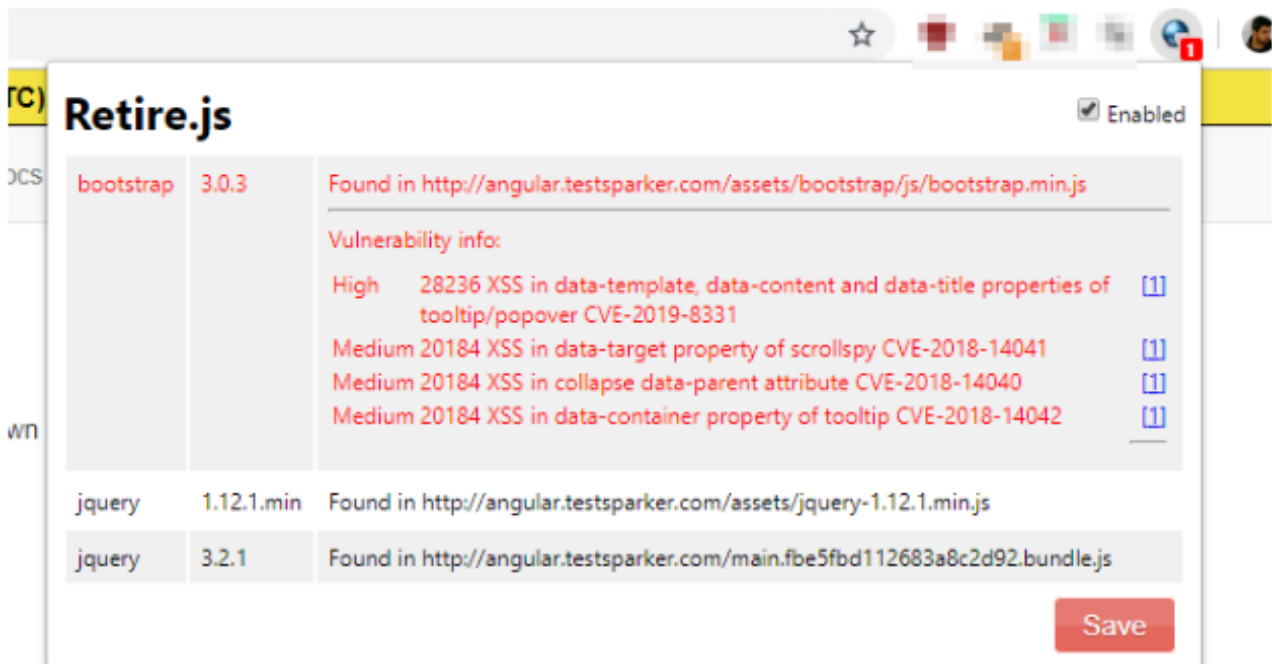 1
TC)
Retire.js
Enabled
ocs
bootstrap 3.0.3 Found in http://angular.testsparker.com/assets/bootstrap/js/bootstrap.min.js
Vulnerability info:
High 28236 XSS in data-template, data-content and data-title properties of [1]
tooltip/popover CVE-2019-8331
Medium 20184 XSS in data-target property of scrollspy CVE-2018-14041 [1]
Medium 20184 XSS in collapse data-parent attribute CVE-2018-14040 [1]
Medium 20184 XSS in data-container property of tooltip CVE-2018-14042 [1]
wn
jquery 1.12.1.min Found in http://angular.testsparker.com/assets/jquery-1.12.1.min.js
jquery 3.2.1 Found in http://angular.testsparker.com/main.fbe5fbd112683a8c2d92.bundle.js
Save